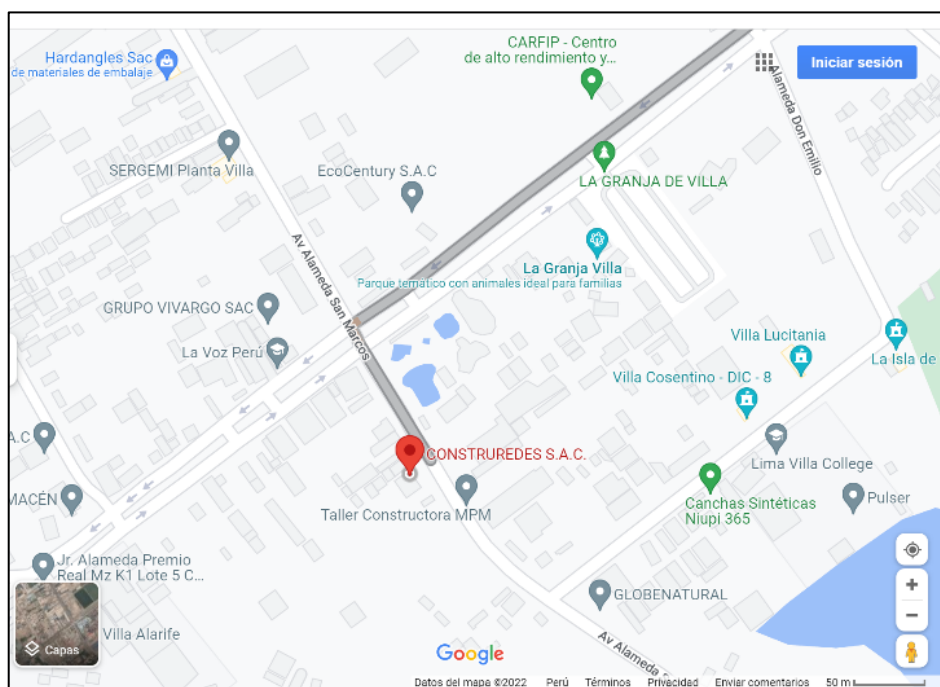 CARFIP - Centro
de alto rendimiento y...
Hardangles Sac
de materiales de embalaje
Iniciar sesión
Alameda Don Emilio
SERGEMI Planta Villa
EcoCentury S.A.C
LA GRANJA DE VILLA
Av Alameda San Marcos
La Granja Villa
Parque temático con animales ideal para familias
GRUPO VIVARGO SAC
La Voz Perú
Villa Lucitania
La Isla de
Villa Cosentino - DIC - 8
A.C
CONSTRUREDES S.A.C.
Lima Villa College
MACÉN
Taller Constructora MPM
Canchas Sintéticas
Niupi 365
Pulser
Jr. Alameda Premio
Real Mz K1 Lote 5 C...
GLOBENATURAL
Villa Alarife
Capas
Av Alameda
Google
Datos del mapa ©2022 Perú Términos Privacidad Enviar comentarios 50 m